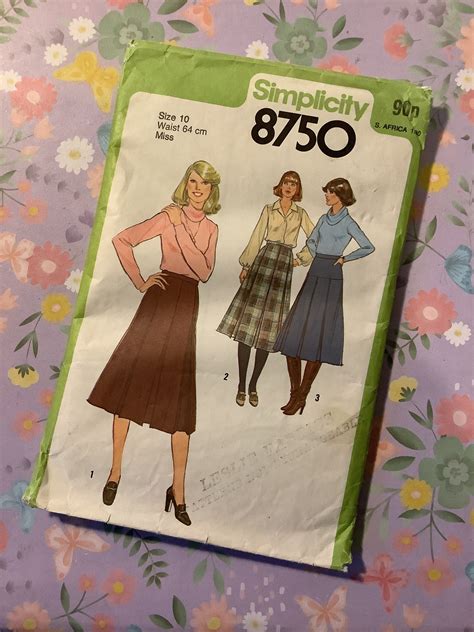 Size 10
Waist 64 cm
Miss
Simplicity
8750
90p
S. AFRICA
1
2
3